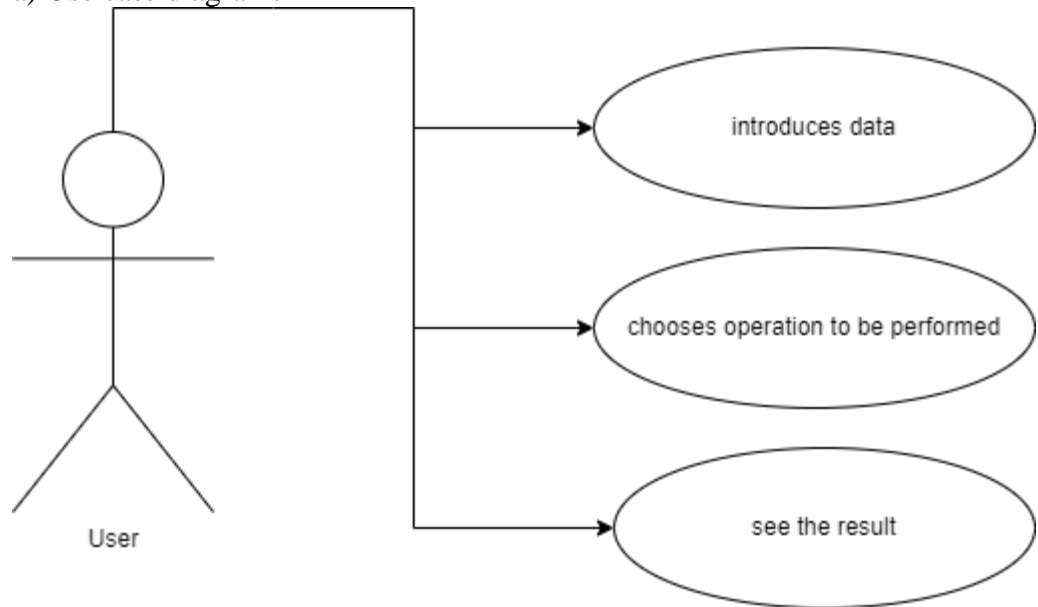 introduces data
chooses operation to be performed
see the result
User